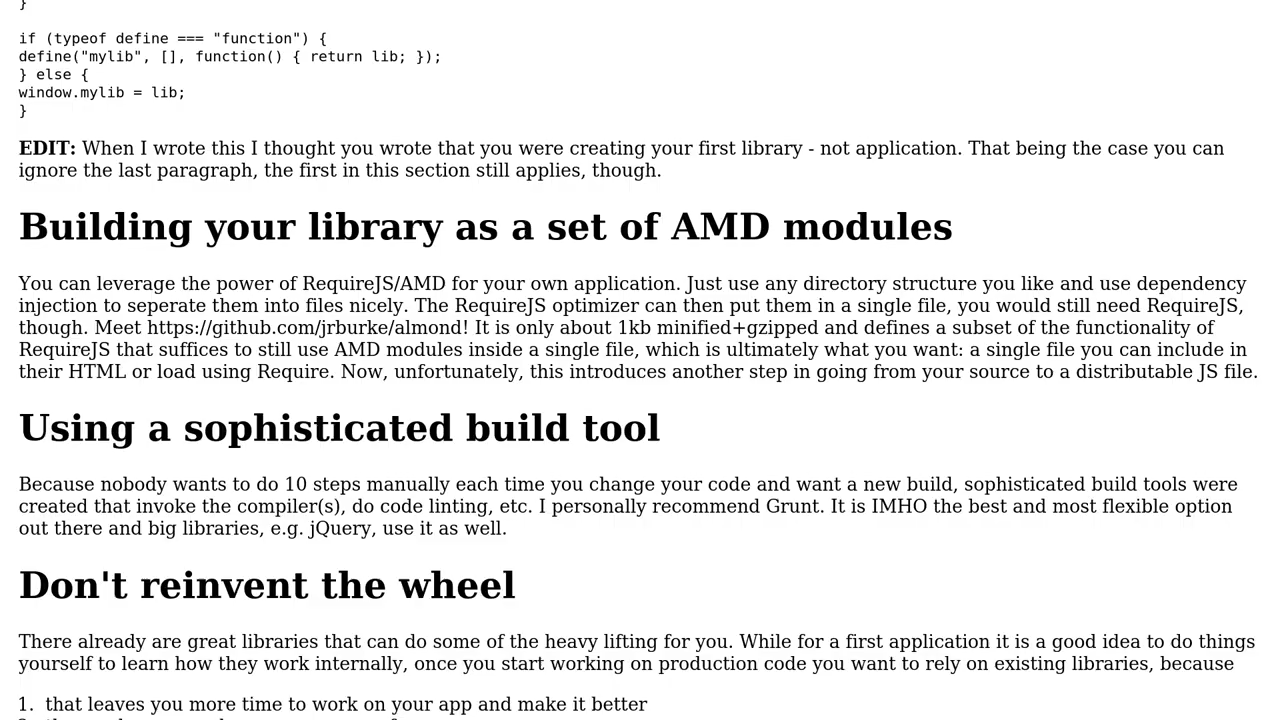 }
if (typeof define === "function") {
define("mylib", [], function() { return lib; });
} else {
window.mylib = lib;
}
EDIT: When I wrote this I thought you wrote that you were creating your first library - not application. That being the case you can
ignore the last paragraph, the first in this section still applies, though.
Building your library as a set of AMD modules
You can leverage the power of RequireJS/AMD for your own application. Just use any directory structure you like and use dependency
injection to seperate them into files nicely. The RequireJS optimizer can then put them in a single file, you would still need RequireJS,
though. Meet https://github.com/jrburke/almond! It is only about 1kb minified+gzipped and defines a subset of the functionality of
RequireJS that suffices to still use AMD modules inside a single file, which is ultimately what you want: a single file you can include in
their HTML or load using Require. Now, unfortunately, this introduces another step in going from your source to a distributable JS file.
Using a sophisticated build tool
Because nobody wants to do 10 steps manually each time you change your code and want a new build, sophisticated build tools were
created that invoke the compiler(s), do code linting, etc. I personally recommend Grunt. It is IMHO the best and most flexible option
out there and big libraries, e.g. jQuery, use it as well.
Don't reinvent the wheel
There already are great libraries that can do some of the heavy lifting for you. While for a first application it is a good idea to do things
yourself to learn how they work internally, once you start working on production code you want to rely on existing libraries, because
1. that leaves you more time to work on your app and make it better